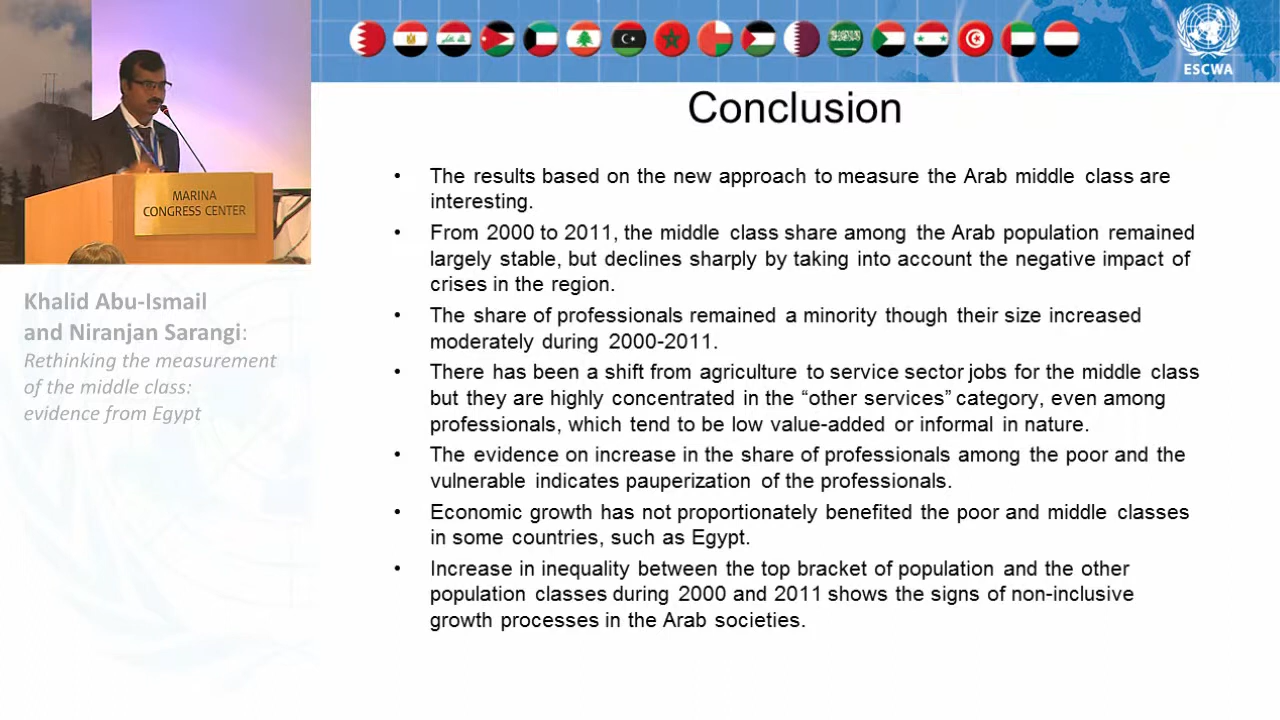 ESCWA
Conclusion
MARINA
CONGRESS CENTER
Khalid Abu-Ismail
and Niranjan Sarangi:
Rethinking the measurement
of the middle class:
evidence from Egypt
• The results based on the new approach to measure the Arab middle class are
interesting.
• From 2000 to 2011, the middle class share among the Arab population remained
largely stable, but declines sharply by taking into account the negative impact of
crises in the region.
• The share of professionals remained a minority though their size increased
moderately during 2000-2011.
• There has been a shift from agriculture to service sector jobs for the middle class
but they are highly concentrated in the “other services” category, even among
professionals, which tend to be low value-added or informal in nature.
• The evidence on increase in the share of professionals among the poor and the
vulnerable indicates pauperization of the professionals.
• Economic growth has not proportionately benefited the poor and middle classes
in some countries, such as Egypt.
• Increase in inequality between the top bracket of population and the other
population classes during 2000 and 2011 shows the signs of non-inclusive
growth processes in the Arab societies.